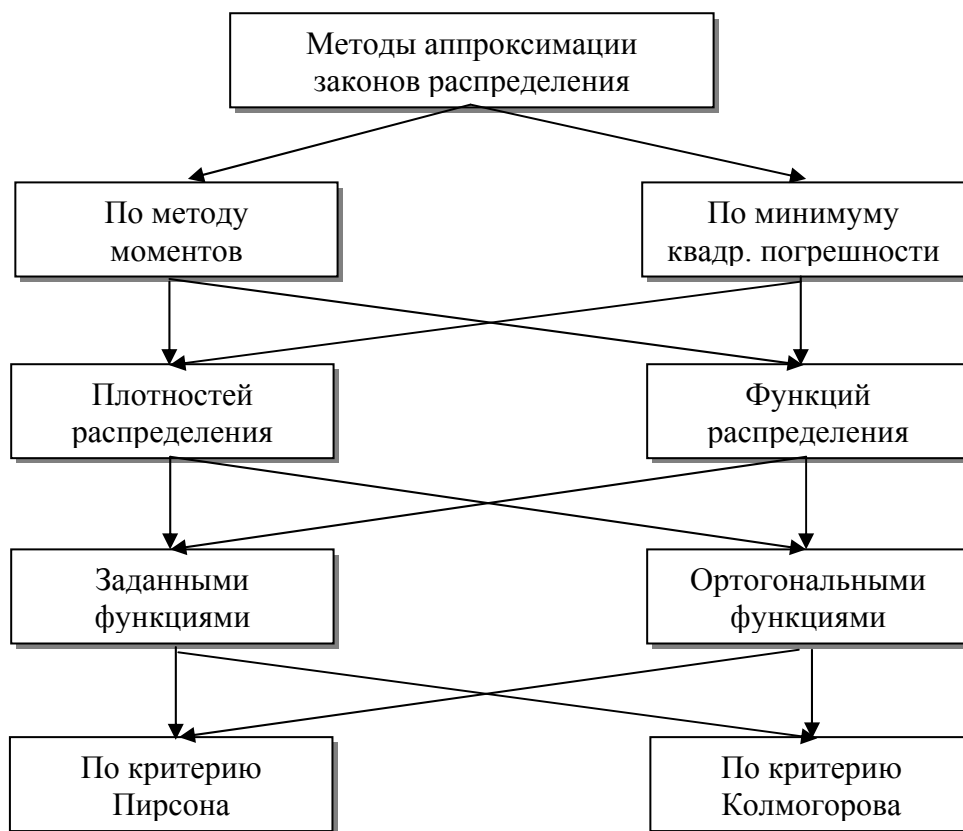 Методы аппроксимации
законов распределения
По методу
моментов
По минимуму
квадр. погрешности
Плотностей
распределения
Функций
распределения
Заданными
функциями
Ортогональными
функциями
По критерию
Пирсона
По критерию
Колмогорова